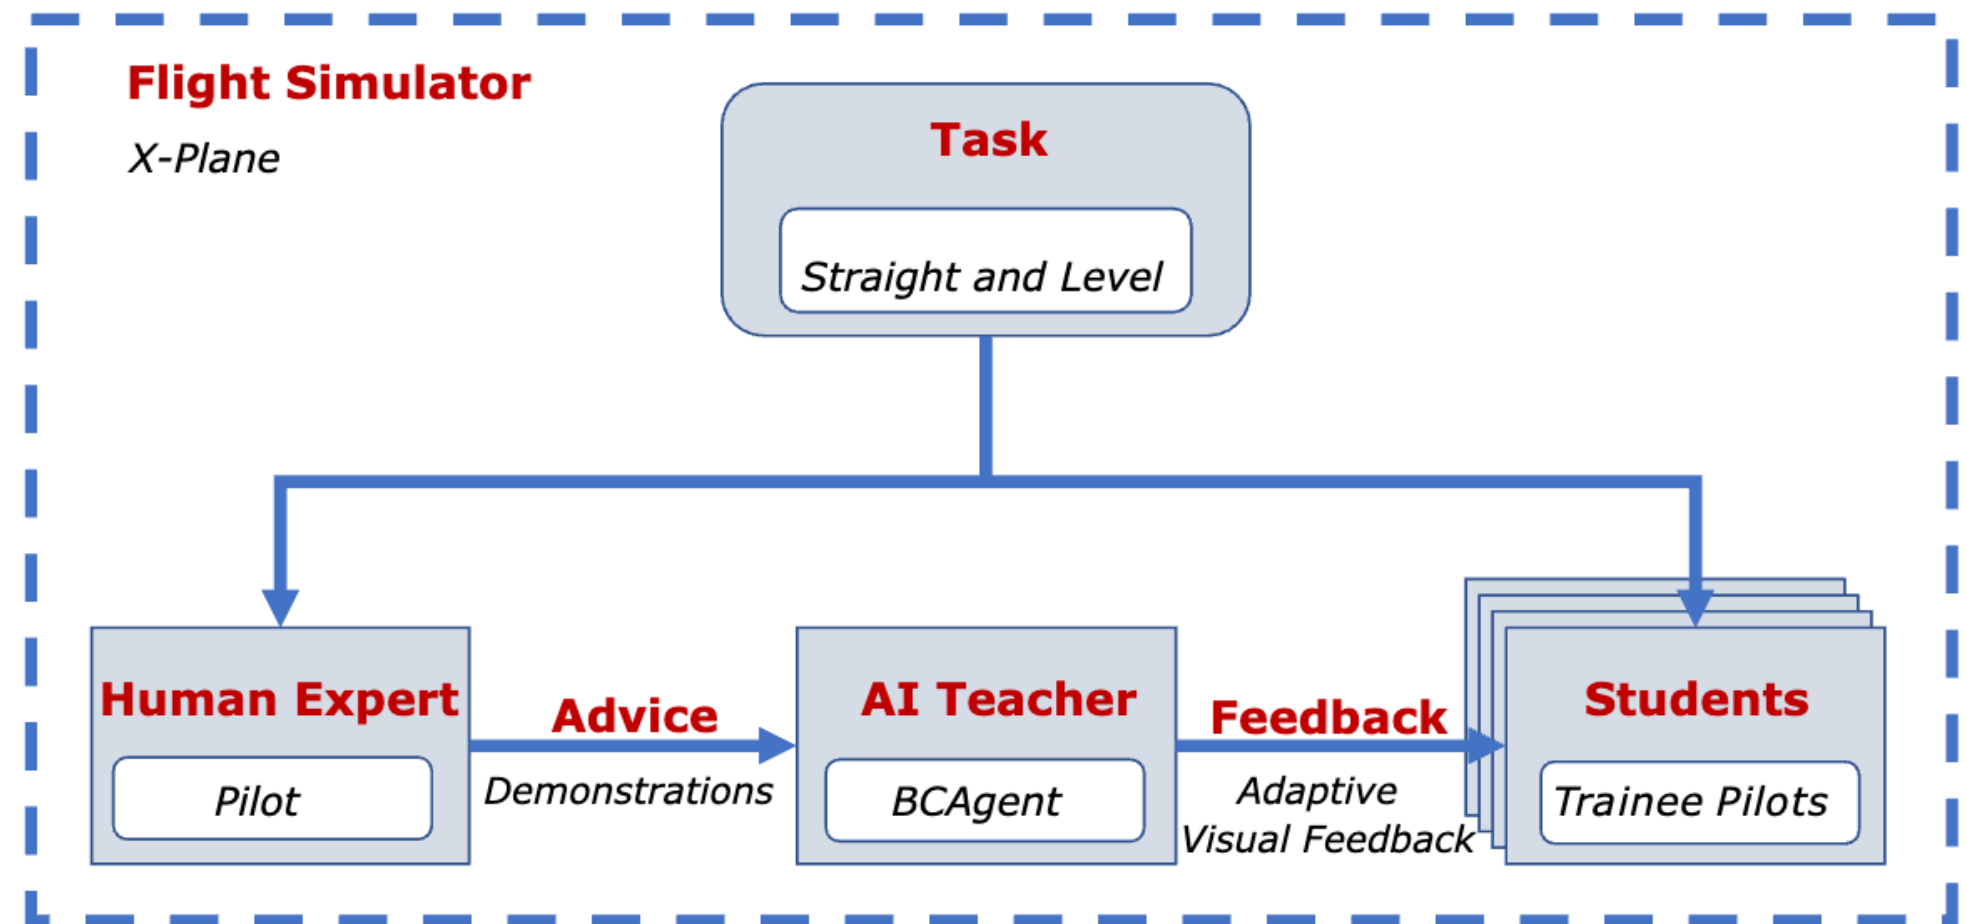 Flight Simulator
X-Plane
Task
Straight and Level
Human Expert
Pilot
Advice
Demonstrations
AI Teacher
BCAgent
Feedback
Adaptive
Visual Feedback
Students
Trainee Pilots